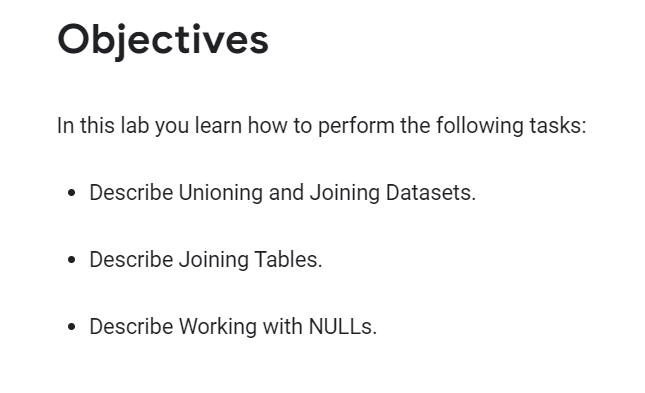 Objectives
In this lab you learn how to perform the following tasks:
• Describe Unioning and Joining Datasets.
• Describe Joining Tables.
• Describe Working with NULLs.